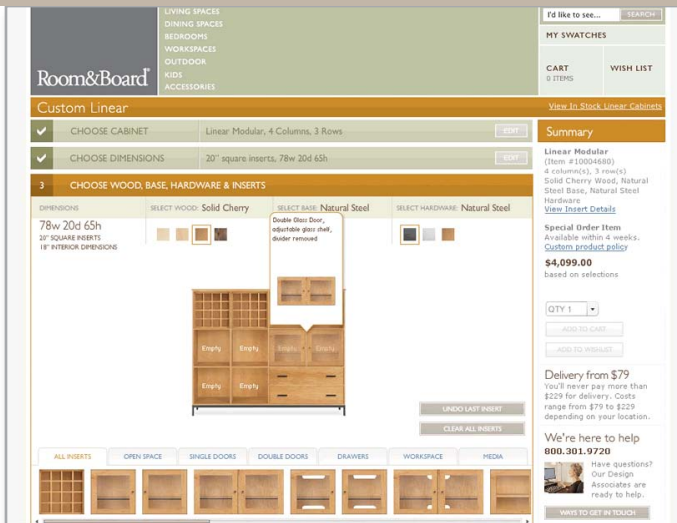 LIVING SPACES
DINING SPACES
BEDROOMS
WORKSPACES
OUTDOOR
KIDS
ACCESSORIES
Room&Board
I'd like to see...
SEARCH
MY SWATCHES
CART
0 ITEMS
WISH LIST
Custom Linear
View In Stock Linear Cabinets
CHOOSE CABINET
Linear Modular, 4 Columns, 3 Rows
EDIT
CHOOSE DIMENSIONS
20" square inserts, 78w 20d 65h
EDIT
3 CHOOSE WOOD, BASE, HARDWARE & INSERTS
DIMENSIONS
78w 20d 65h
20" SQUARE INSERTS
18" INTERIOR DIMENSIONS
SELECT WOOD: Solid Cherry
SELECT BASE: Natural Steel
SELECT HARDWARE: Natural Steel
Double Glass Door,
adjustable glass shelf,
divider removed
Empty Empty Empty Empty
Empty Empty
UNDO LAST INSERT
CLEAR ALL INSERTS
ALL INSERTS
OPEN SPACE
SINGLE DOORS
DOUBLE DOORS
DRAWERS
WORKSPACE
MEDIA
Summary
Linear Modular
(Item #10004680)
4 column(s), 3 row(s)
Solid Cherry Wood, Natural
Steel Base, Natural Steel
Hardware
View Insert Details
Special Order Item
Available within 4 weeks.
Custom product policy
$4,099.00
based on selections
QTY 1
ADD TO CART
ADD TO WISHLIST
Delivery from $79
You'll never pay more than
$229 for delivery. Costs
range from $79 to $229
depending on your location.
We're here to help
800.301.9720
Have questions?
Our Design
Associates are
ready to help.
WAYS TO GET IN TOUCH